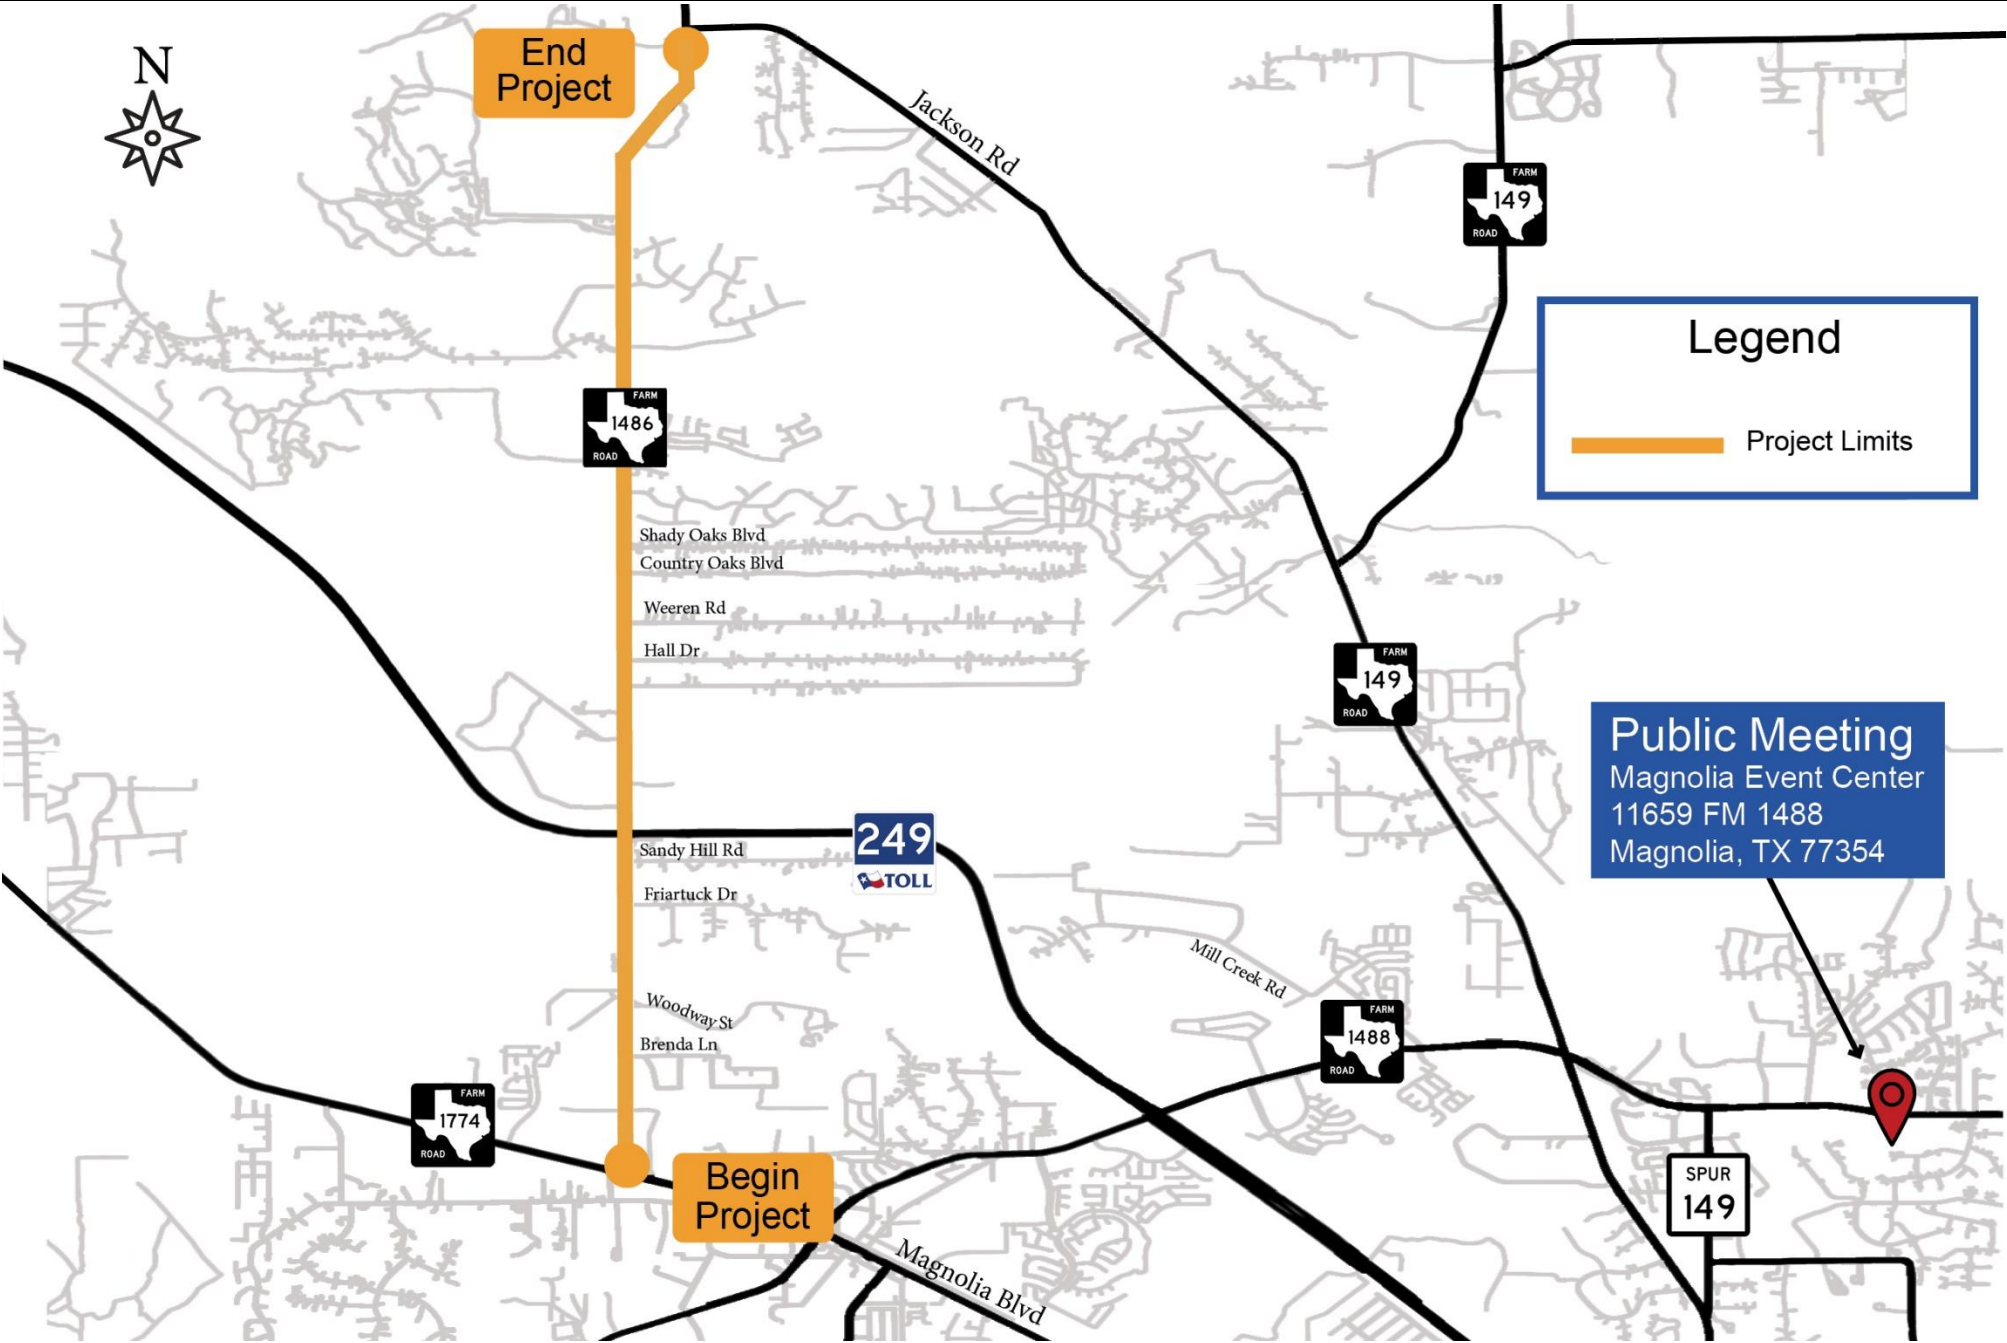 N
End
Project
Jackson Rd
FARM
149
ROAD
Legend
Project Limits
FARM
1486
ROAD
Shady Oaks Blvd
Country Oaks Blvd
Weeren Rd
Hall Dr
FARM
149
ROAD
Public Meeting
Magnolia Event Center
11659 FM 1488
Magnolia, TX 77354
249
TOLL
Sandy Hill Rd
Friartuck Dr
Mill Creek Rd
Woodway St
Brenda Ln
FARM
1488
ROAD
FARM
1774
ROAD
Begin
Project
SPUR
149
Magnolia Blvd